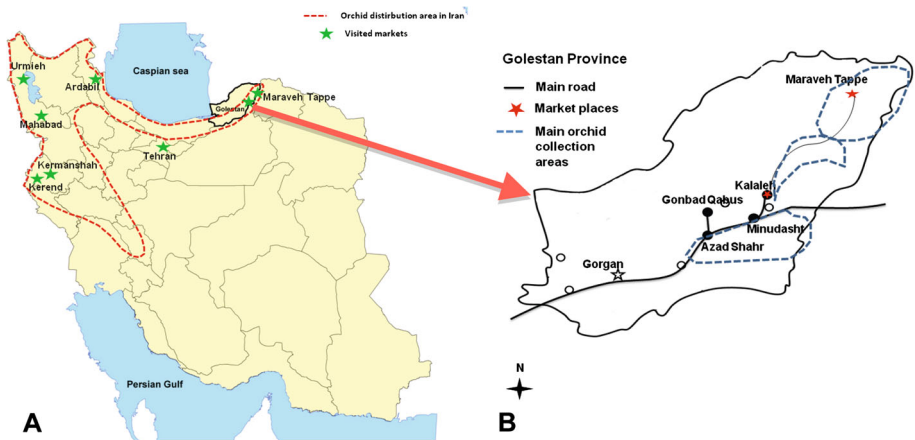 Orchid distirbution area in Iran
Visited markets
Caspian sea
Urmieh
Ardabil
Mahabad
Kermanshah
Kerend
Tehran
Golestan
Maraveh Tappe
Persian Gulf
A
B
Golestan Province
Main road
Market places
Main orchid
collection
areas
Maraveh Tappe
Kalaleh
Gonbad Qabus
Minudasht
Azad Shahr
Gorgan
N